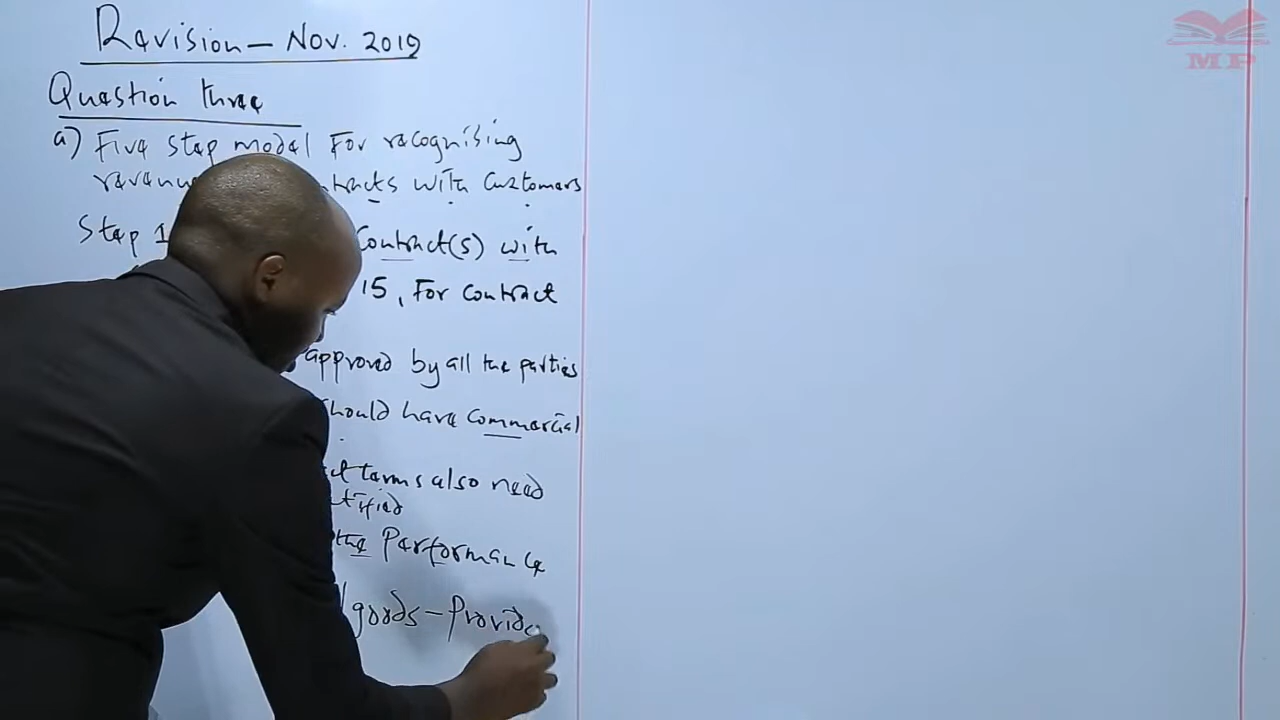 Revision - Nov. 2019
Question three
a) Five step model for recognising
contracts with customers
Step 1 contract(s) with
15, for contract
approved by all the parties
should have commercial
terms also need
the performance
goods - provide
MP